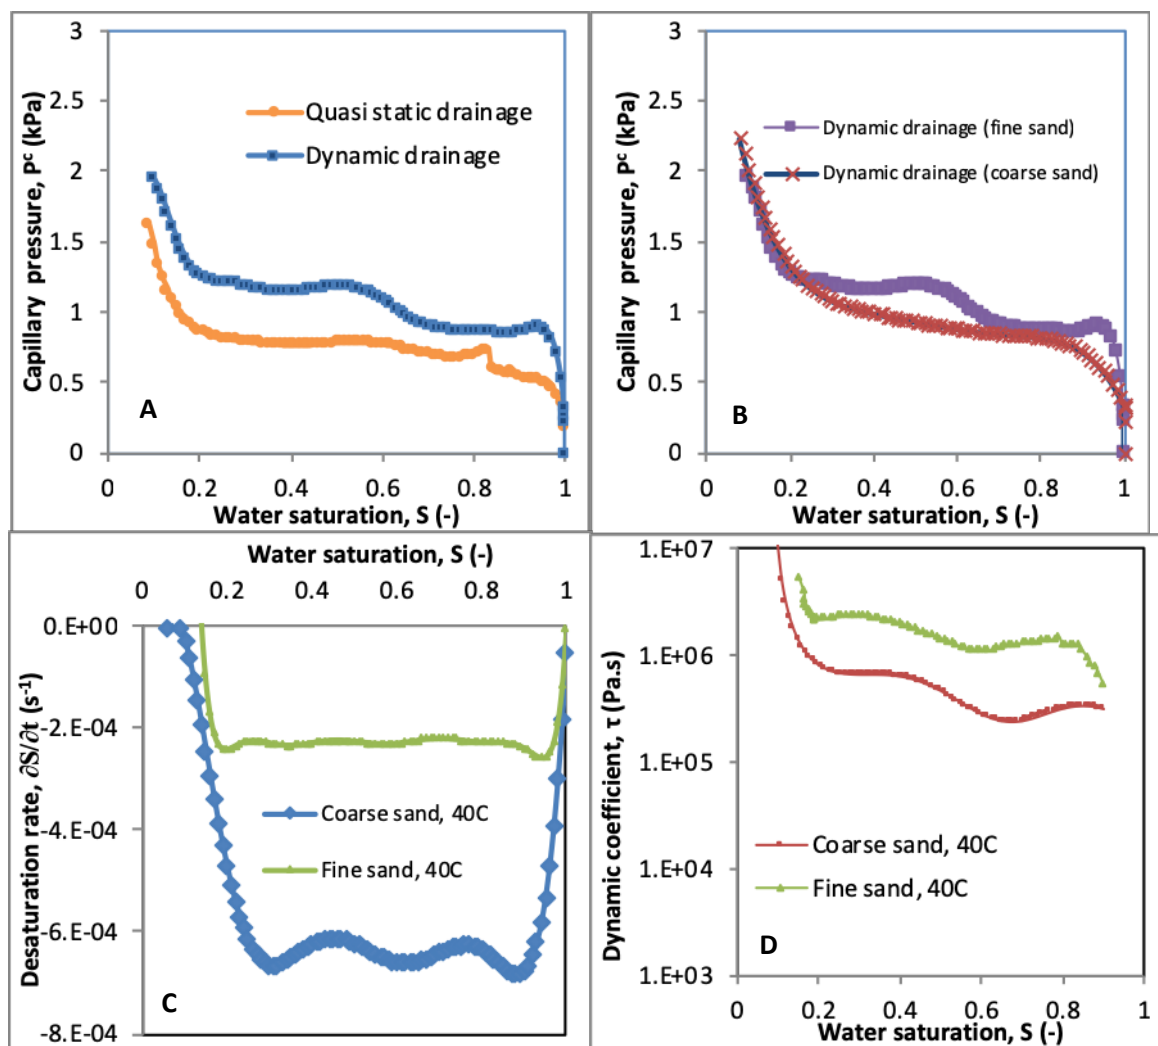 3
2.5
2
1.5
1
0.5
0
Capillary pressure, Pᶜ (kPa)
Quasi static drainage
Dynamic drainage
A
0 0.2 0.4 0.6 0.8 1
Water saturation, S (-)
3
2.5
2
1.5
1
0.5
0
Capillary pressure, Pᶜ (kPa)
Dynamic drainage (fine sand)
Dynamic drainage (coarse sand)
B
0 0.2 0.4 0.6 0.8 1
Water saturation, S (-)
Water saturation, S (-)
0 0.2 0.4 0.6 0.8 1
0.E+00
-2.E-04
-4.E-04
-6.E-04
-8.E-04
Desaturation rate, ∂S/∂t (s⁻¹)
Coarse sand, 40C
Fine sand, 40C
C
1.E+07
1.E+06
1.E+05
1.E+04
1.E+03
Dynamic coefficient, τ (Pa.s)
Coarse sand, 40C
Fine sand, 40C
D
0 0.2 0.4 0.6 0.8 1
Water saturation, S (-)